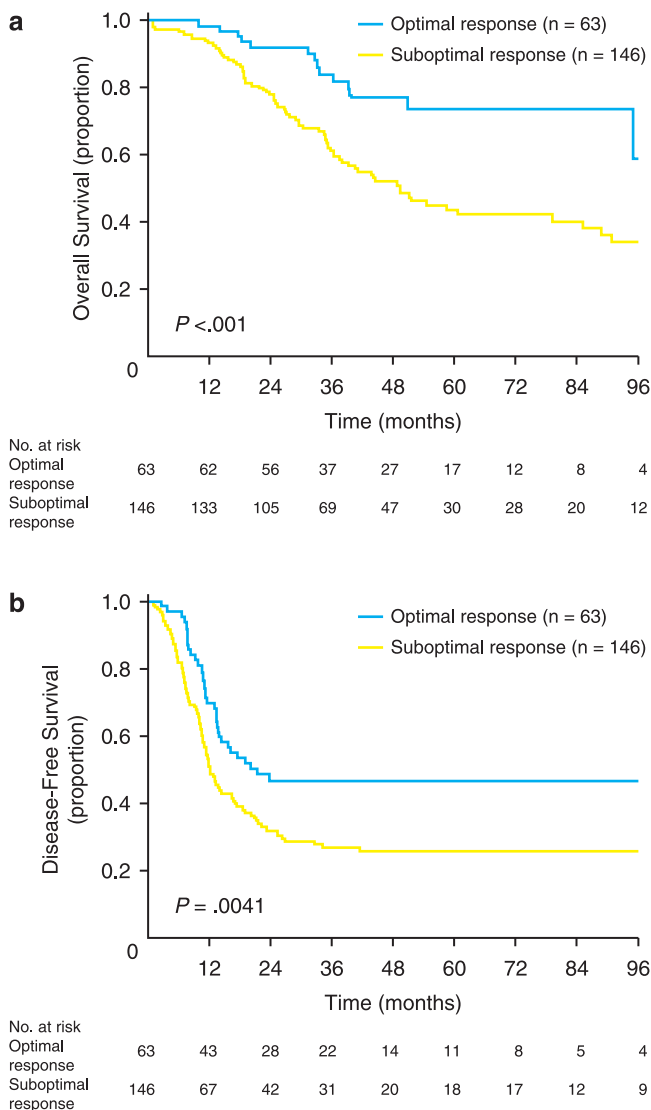 a
Optimal response (n = 63)
Suboptimal response (n = 146)
Overall Survival (proportion)
1.0
0.8
0.6
0.4
0.2
0
P <.001
12 24 36 48 60 72 84 96
Time (months)
No. at risk
Optimal response 63 62 56 37 27 17 12 8 4
Suboptimal response 146 133 105 69 47 30 28 20 12
b
Optimal response (n = 63)
Suboptimal response (n = 146)
Disease-Free Survival
(proportion)
1.0
0.8
0.6
0.4
0.2
0
P = .0041
12 24 36 48 60 72 84 96
Time (months)
No. at risk
Optimal response 63 43 28 22 14 11 8 5 4
Suboptimal response 146 67 42 31 20 18 17 12 9